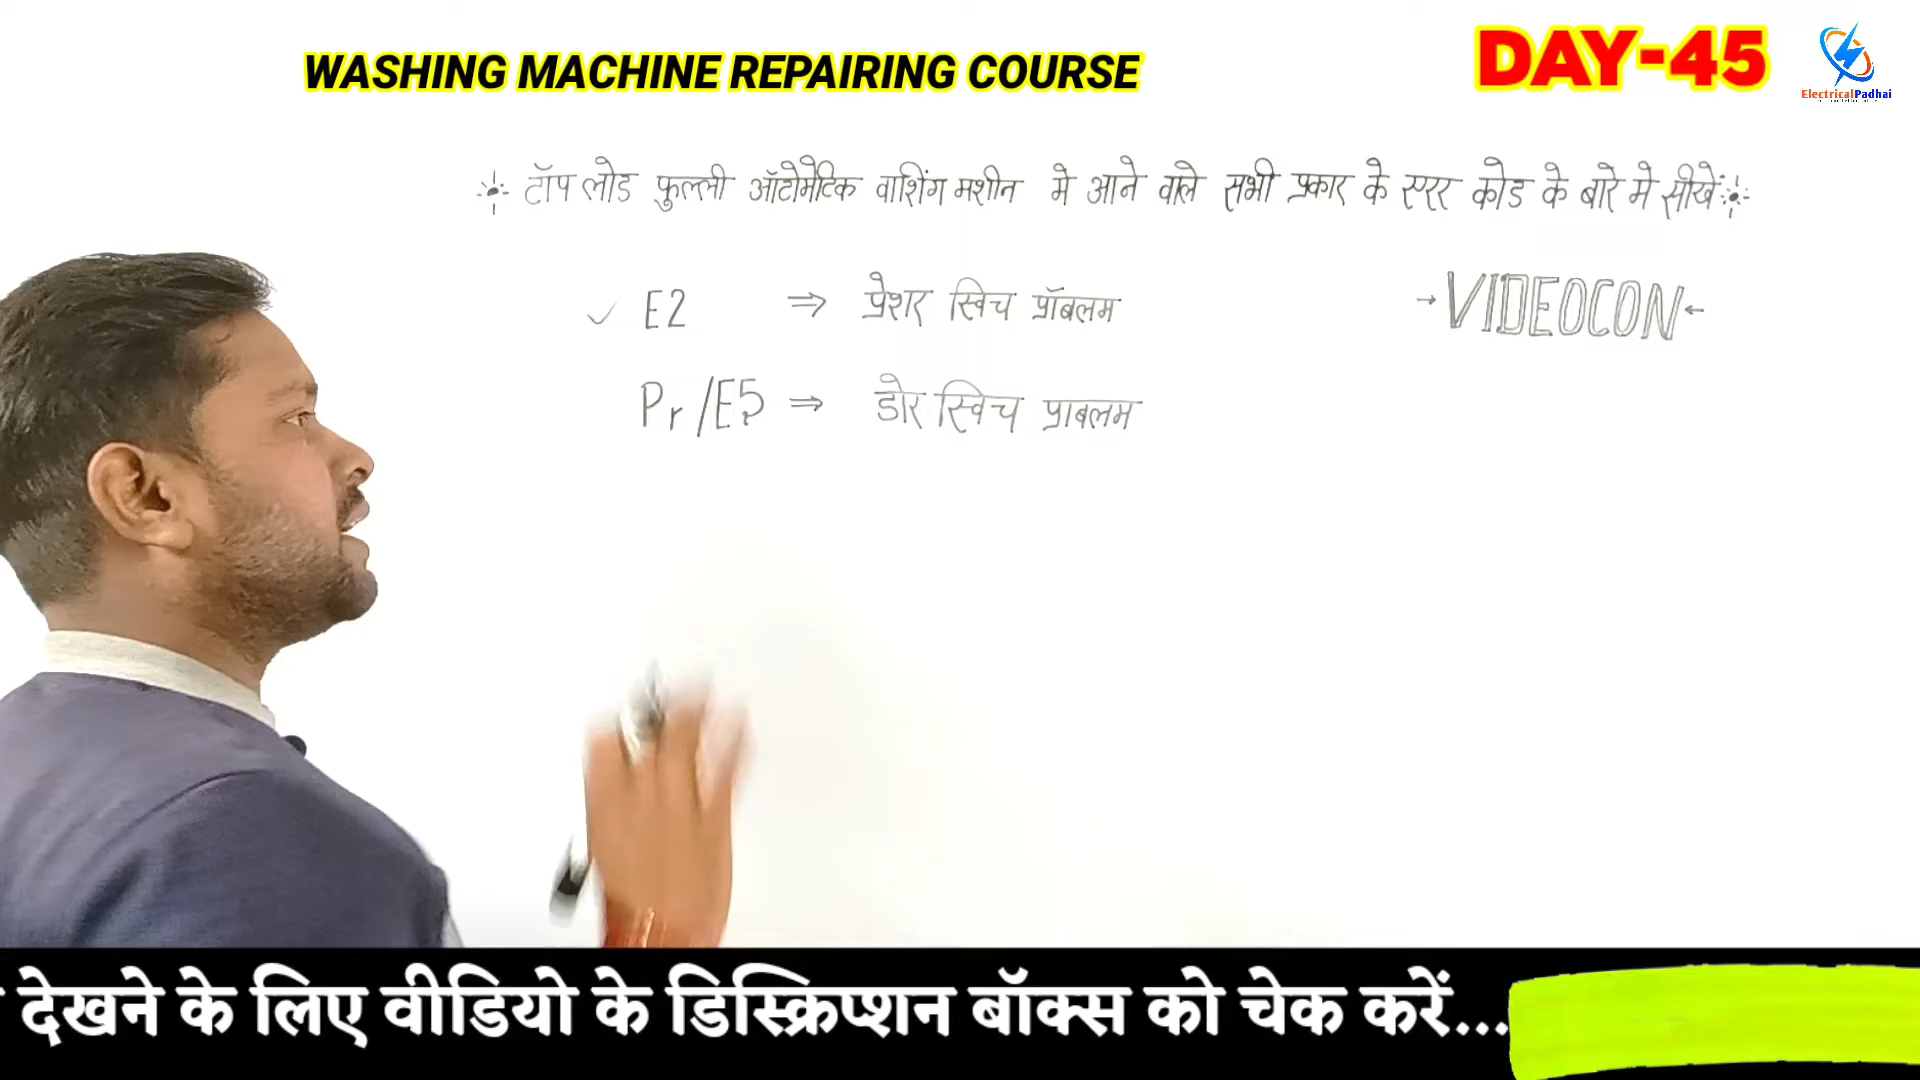 WASHING MACHINE REPAIRING COURSE
DAY-45
ElectricalPadhai
टॉप लोड फुल्ली ऑटोमैटिक वाशिंग मशीन मे आने वाले सभी प्रकार के एरर कोड के बारे मे सीखें
E2 ⇒ प्रेशर स्विच प्रॉबलम
→VIDEOCON←
Pr/E5 ⇒ डोर स्विच प्राबलम
देखने के लिए वीडियो के डिस्क्रिप्शन बॉक्स को चेक करें...